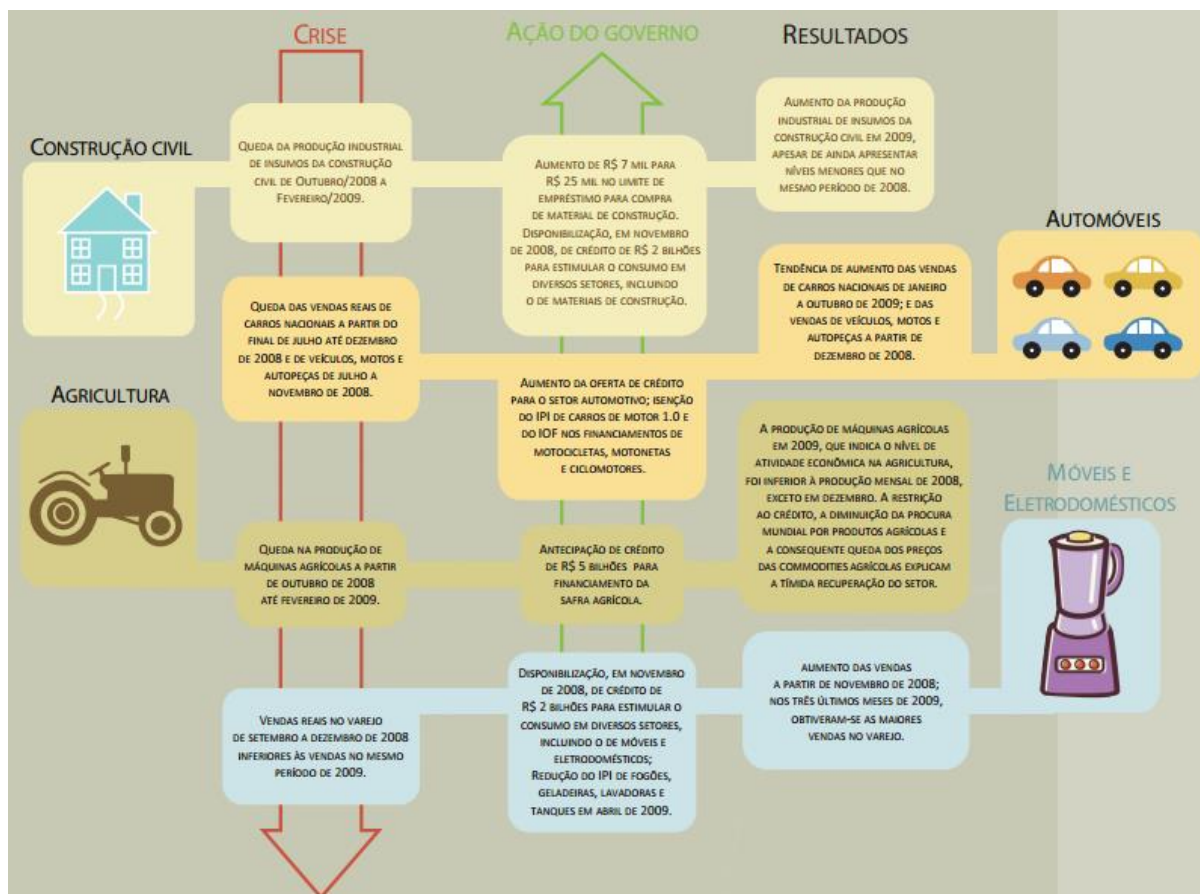 CRISE
AÇÃO DO GOVERNO
RESULTADOS
CONSTRUÇÃO CIVIL
QUEDA DA PRODUÇÃO INDUSTRIAL
DE INSUMOS DA CONSTRUÇÃO
CIVIL DE OUTUBRO/2008 A
FEVEREIRO/2009.
AUMENTO DE R$ 7 MIL PARA
R$ 25 MIL NO LIMITE DE
EMPRÉSTIMO PARA COMPRA
DE MATERIAL DE CONSTRUÇÃO.
DISPONIBILIZAÇÃO, EM NOVEMBRO
DE 2008, DE CRÉDITO DE R$ 2 BILHÕES
PARA ESTIMULAR O CONSUMO EM
DIVERSOS SETORES, INCLUINDO
O DE MATERIAIS DE CONSTRUÇÃO.
AUMENTO DA PRODUÇÃO
INDUSTRIAL DE INSUMOS DA
CONSTRUÇÃO CIVIL EM 2009,
APESAR DE AINDA APRESENTAR
NÍVEIS MENORES QUE NO
MESMO PERÍODO DE 2008.
AUTOMÓVEIS
QUEDA DAS VENDAS REAIS DE
CARROS NACIONAIS A PARTIR DO
FINAL DE JULHO ATÉ DEZEMBRO
DE 2008 E DE VEÍCULOS, MOTOS E
AUTOPEÇAS DE JULHO A
NOVEMBRO DE 2008.
AUMENTO DA OFERTA DE CRÉDITO
PARA O SETOR AUTOMOTIVO; ISENÇÃO
DO IPI DE CARROS DE MOTOR 1.0 E
DO IOF NOS FINANCIAMENTOS DE
MOTOCICLETAS, MOTONETAS
E CICLOMOTORES.
TENDÊNCIA DE AUMENTO DAS VENDAS
DE CARROS NACIONAIS DE JANEIRO
A OUTUBRO DE 2009; E DAS
VENDAS DE VEÍCULOS, MOTOS E
AUTOPEÇAS A PARTIR DE
DEZEMBRO DE 2008.
AGRICULTURA
QUEDA NA PRODUÇÃO DE
MÁQUINAS AGRÍCOLAS A PARTIR
DE OUTUBRO DE 2008
ATÉ FEVEREIRO DE 2009.
ANTECIPAÇÃO DE CRÉDITO
DE R$ 5 BILHÕES PARA
FINANCIAMENTO DA
SAFRA AGRÍCOLA.
A PRODUÇÃO DE MÁQUINAS AGRÍCOLAS
EM 2009, QUE INDICA O NÍVEL DE
ATIVIDADE ECONÔMICA NA AGRICULTURA,
FOI INFERIOR À PRODUÇÃO MENSAL DE 2008,
EXCETO EM DEZEMBRO. A RESTRIÇÃO
AO CRÉDITO, A DIMINUIÇÃO DA PROCURA
MUNDIAL POR PRODUTOS AGRÍCOLAS E
A CONSEQUENTE QUEDA DOS PREÇOS
DAS COMMODITIES AGRÍCOLAS EXPLICAM
A TÍMIDA RECUPERAÇÃO DO SETOR.
MÓVEIS E
ELETRODOMÉSTICOS
VENDAS REAIS NO VAREJO
DE SETEMBRO A DEZEMBRO DE 2008
INFERIORES ÀS VENDAS NO MESMO
PERÍODO DE 2009.
DISPONIBILIZAÇÃO, EM NOVEMBRO
DE 2008, DE CRÉDITO DE
R$ 2 BILHÕES PARA ESTIMULAR O
CONSUMO EM DIVERSOS SETORES,
INCLUINDO O DE MÓVEIS E
ELETRODOMÉSTICOS;
REDUÇÃO DO IPI DE FOGÕES,
GELADEIRAS, LAVADORAS E
TANQUES EM ABRIL DE 2009.
AUMENTO DAS VENDAS
A PARTIR DE NOVEMBRO DE 2008;
NOS TRÊS ÚLTIMOS MESES DE 2009,
OBTIVERAM-SE AS MAIORES
VENDAS NO VAREJO.